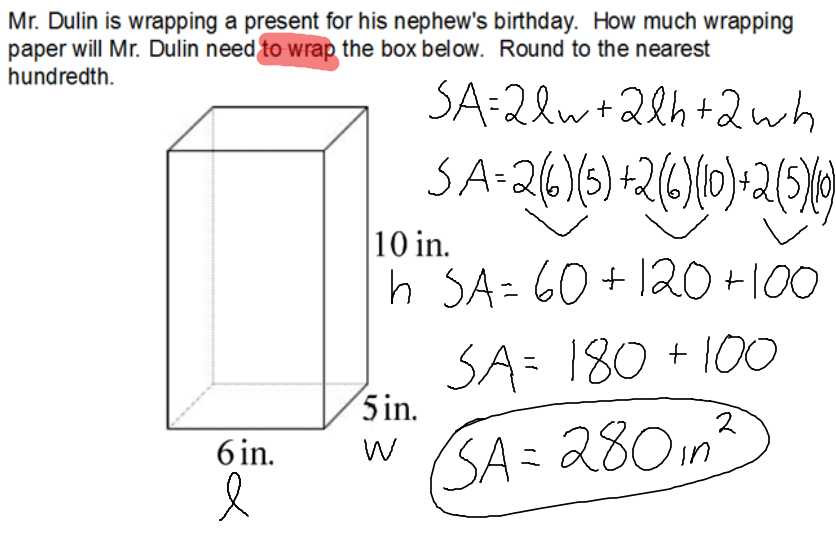 Mr. Dulin is wrapping a present for his nephew's birthday. How much wrapping
paper will Mr. Dulin need to wrap the box below. Round to the nearest
hundredth.
SA=2lw+2lh+2wh
SA=2(6)(5)+2(6)(10)+2(5)(10)
10 in.
h
SA=60+120+100
SA=180+100
5 in.
w
6 in.
l
SA=280in²